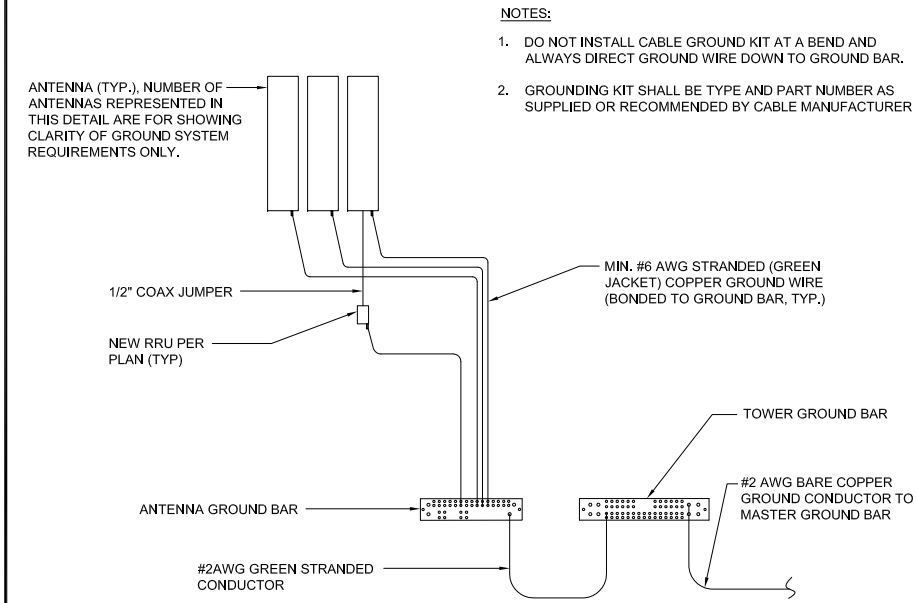 NOTES:
1. DO NOT INSTALL CABLE GROUND KIT AT A BEND AND
ALWAYS DIRECT GROUND WIRE DOWN TO GROUND BAR.
2. GROUNDING KIT SHALL BE TYPE AND PART NUMBER AS
SUPPLIED OR RECOMMENDED BY CABLE MANUFACTURER
ANTENNA (TYP.), NUMBER OF
ANTENNAS REPRESENTED IN
THIS DETAIL ARE FOR SHOWING
CLARITY OF GROUND SYSTEM
REQUIREMENTS ONLY.
MIN. #6 AWG STRANDED (GREEN
JACKET) COPPER GROUND WIRE
(BONDED TO GROUND BAR, TYP.)
1/2" COAX JUMPER
NEW RRU PER
PLAN (TYP)
TOWER GROUND BAR
#2 AWG BARE COPPER
GROUND CONDUCTOR TO
MASTER GROUND BAR
ANTENNA GROUND BAR
#2AWG GREEN STRANDED
CONDUCTOR